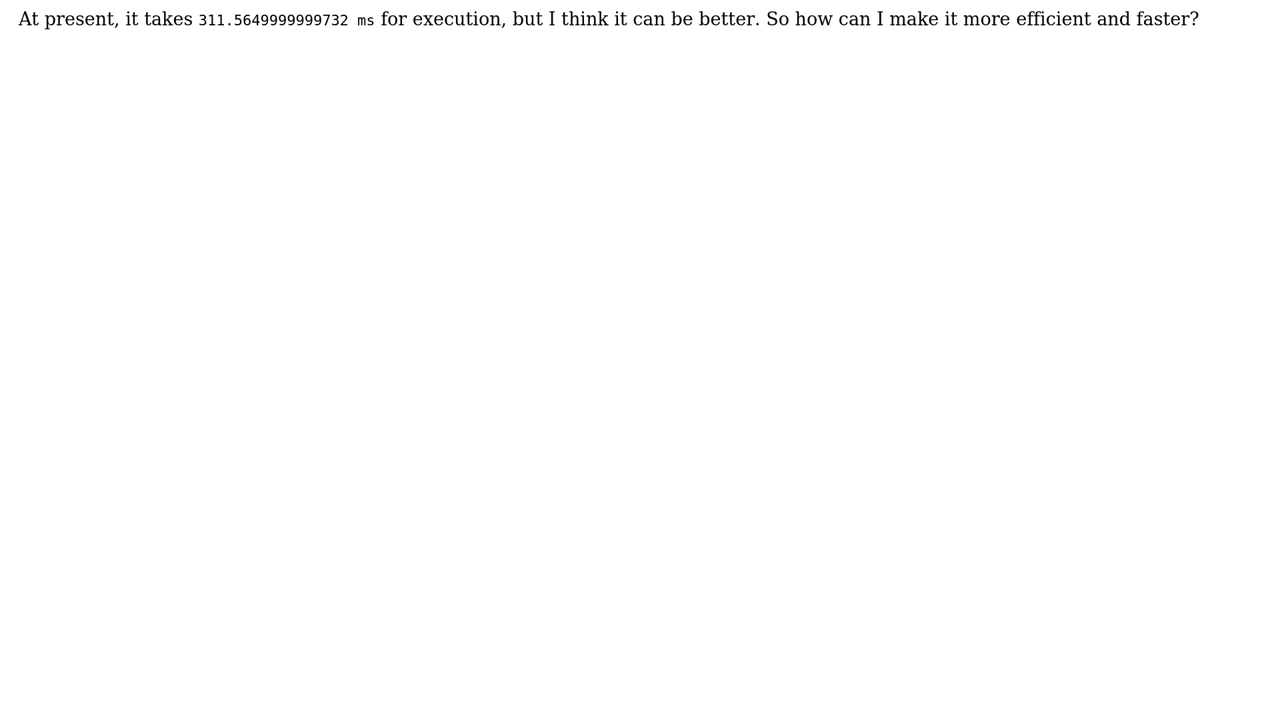 At present, it takes 311.5649999999732 ms for execution, but I think it can be better. So how can I make it more efficient and faster?